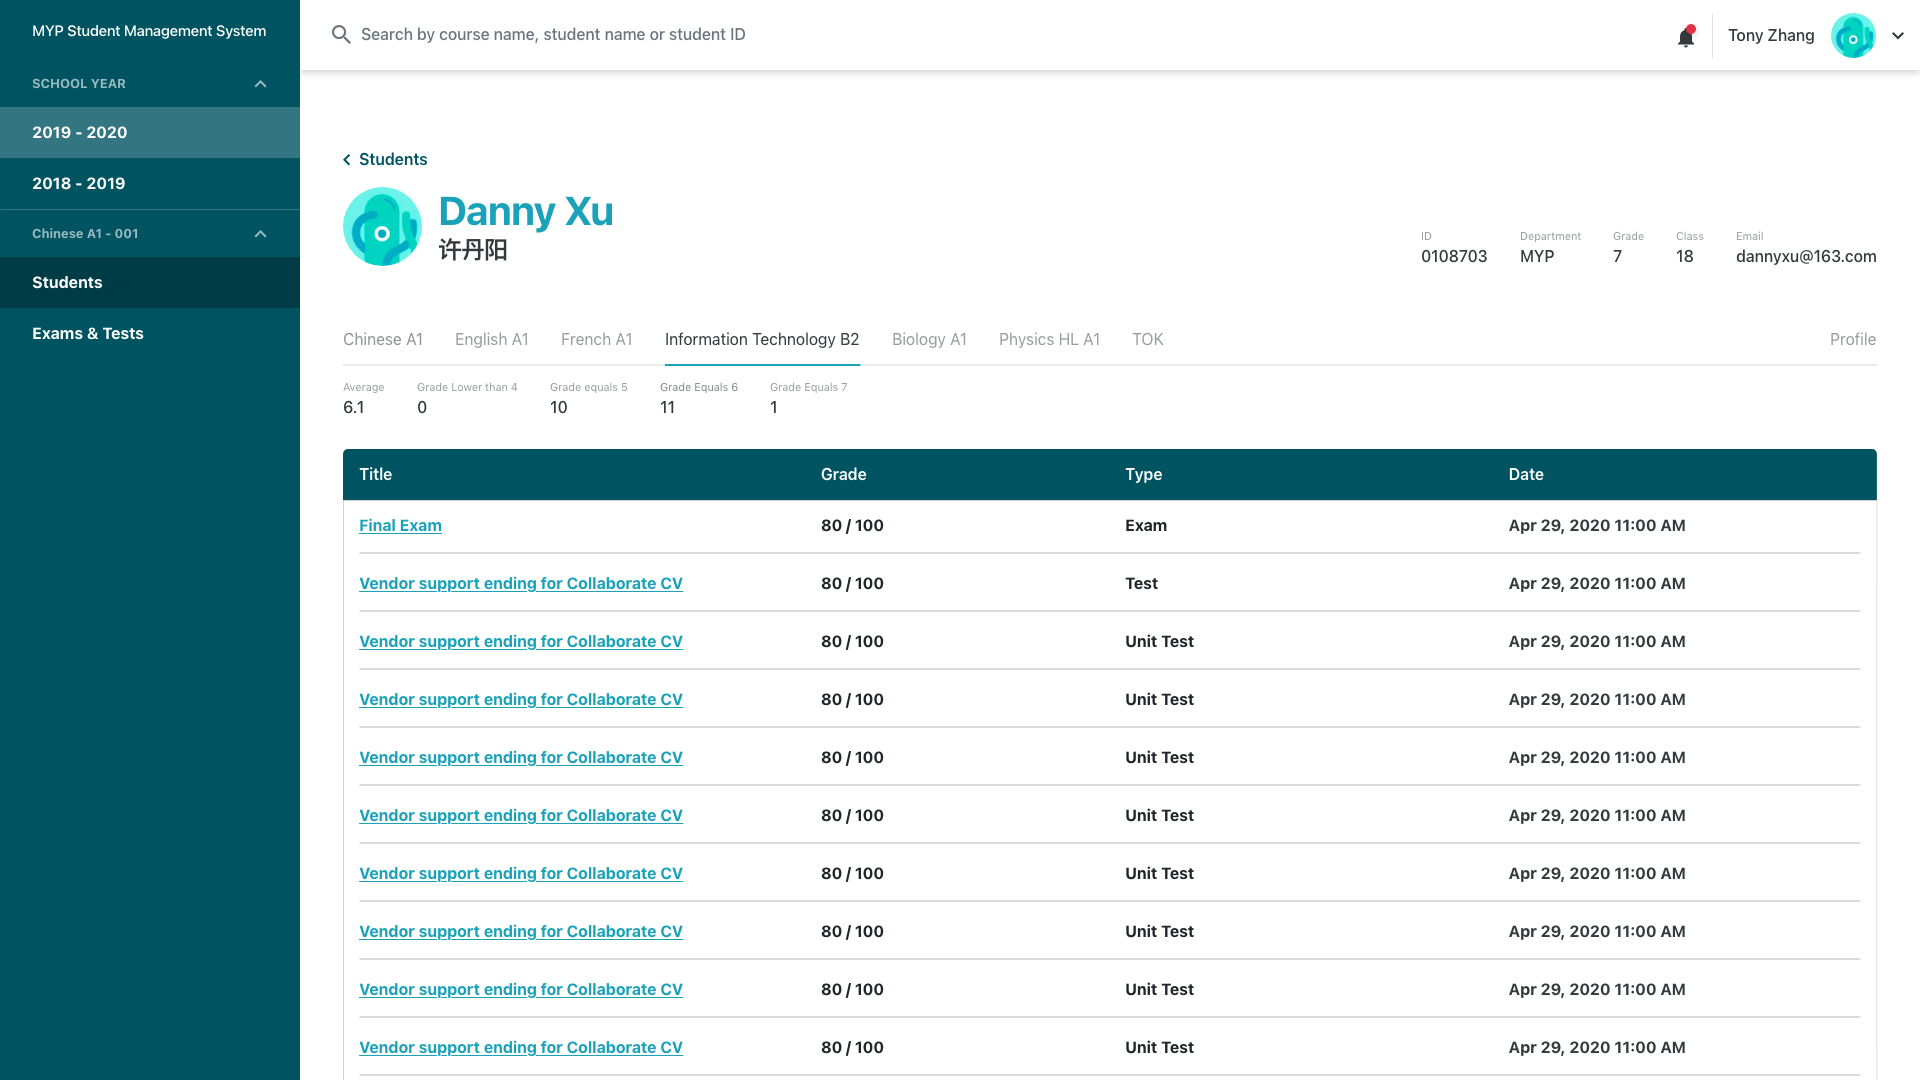 MYP Student Management System
SCHOOL YEAR
2019 - 2020
2018 - 2019
Chinese A1 - 001
Students
Exams & Tests
Search by course name, student name or student ID
Tony Zhang
Students
Danny Xu
许丹阳
ID Department Grade Class Email
0108703 MYP 7 18 dannyxu@163.com
Chinese A1 English A1 French A1 Information Technology B2 Biology A1 Physics HL A1 TOK Profile
Average Grade Lower than 4 Grade equals 5 Grade Equals 6 Grade Equals 7
6.1 0 10 11 1
Title Grade Type Date
Final Exam 80 / 100 Exam Apr 29, 2020 11:00 AM
Vendor support ending for Collaborate CV 80 / 100 Test Apr 29, 2020 11:00 AM
Vendor support ending for Collaborate CV 80 / 100 Unit Test Apr 29, 2020 11:00 AM
Vendor support ending for Collaborate CV 80 / 100 Unit Test Apr 29, 2020 11:00 AM
Vendor support ending for Collaborate CV 80 / 100 Unit Test Apr 29, 2020 11:00 AM
Vendor support ending for Collaborate CV 80 / 100 Unit Test Apr 29, 2020 11:00 AM
Vendor support ending for Collaborate CV 80 / 100 Unit Test Apr 29, 2020 11:00 AM
Vendor support ending for Collaborate CV 80 / 100 Unit Test Apr 29, 2020 11:00 AM
Vendor support ending for Collaborate CV 80 / 100 Unit Test Apr 29, 2020 11:00 AM
Vendor support ending for Collaborate CV 80 / 100 Unit Test Apr 29, 2020 11:00 AM